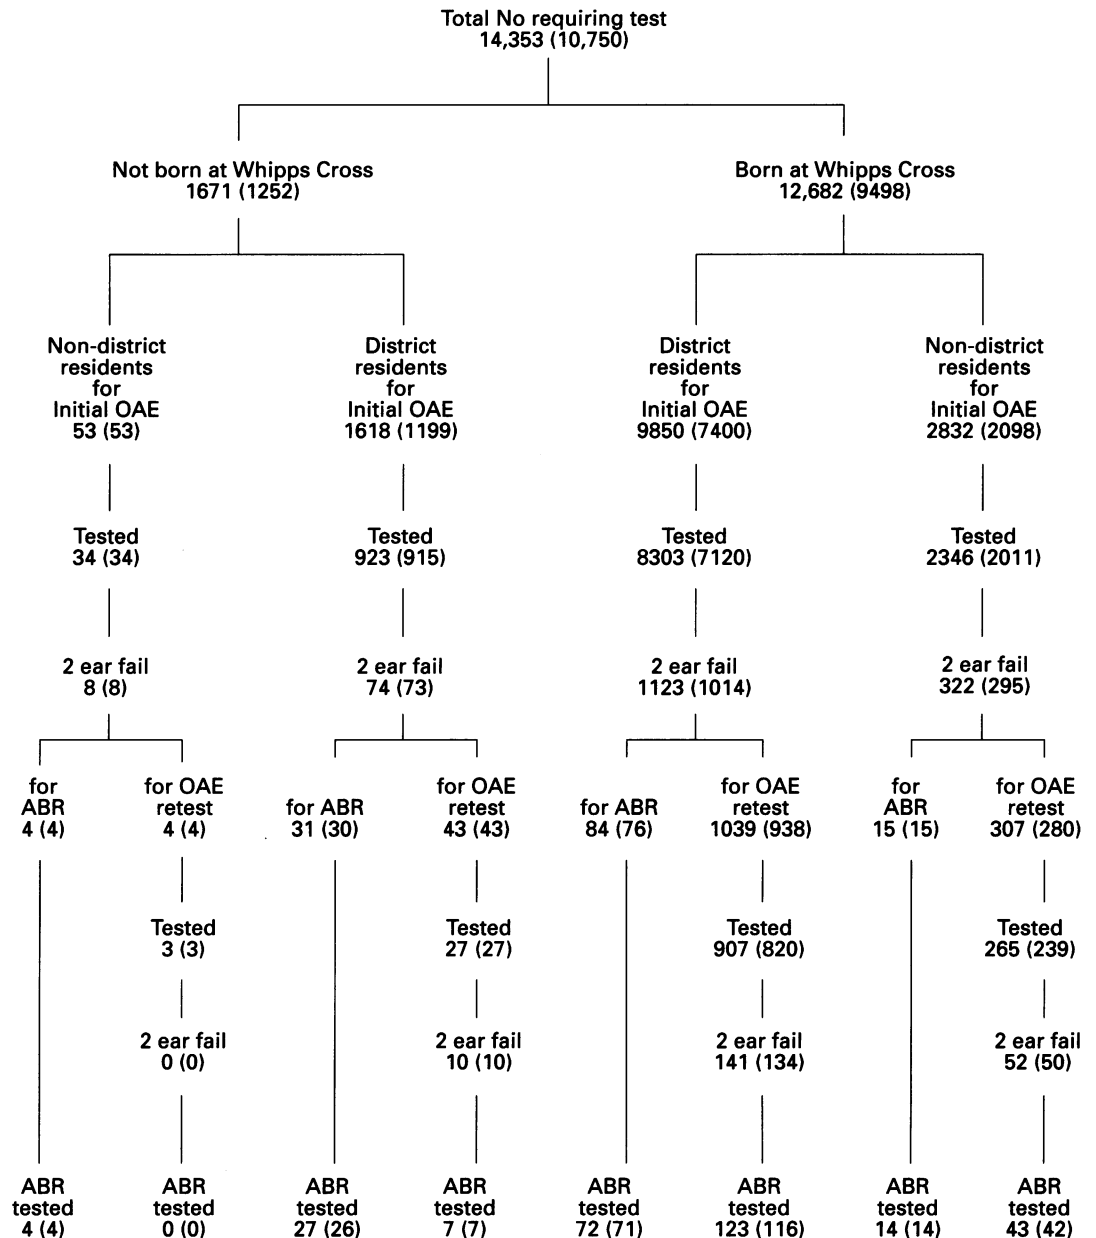 Total No requiring test
14,353 (10,750)
Not born at Whipps Cross
1671 (1252)
Born at Whipps Cross
12,682 (9498)
Non-district
residents
for
Initial OAE
53 (53)
District
residents
for
Initial OAE
1618 (1199)
District
residents
for
Initial OAE
9850 (7400)
Non-district
residents
for
Initial OAE
2832 (2098)
Tested
34 (34)
Tested
923 (915)
Tested
8303 (7120)
Tested
2346 (2011)
2 ear fail
8 (8)
2 ear fail
74 (73)
2 ear fail
1123 (1014)
2 ear fail
322 (295)
for
ABR
4 (4)
for OAE
retest
4 (4)
for ABR
31 (30)
for OAE
retest
43 (43)
for ABR
84 (76)
for OAE
retest
1039 (938)
for
ABR
15 (15)
for OAE
retest
307 (280)
Tested
3 (3)
Tested
27 (27)
Tested
907 (820)
Tested
265 (239)
2 ear fail
0 (0)
2 ear fail
10 (10)
2 ear fail
141 (134)
2 ear fail
52 (50)
ABR
tested
4 (4)
ABR
tested
0 (0)
ABR
tested
27 (26)
ABR
tested
7 (7)
ABR
tested
72 (71)
ABR
tested
123 (116)
ABR
tested
14 (14)
ABR
tested
43 (42)